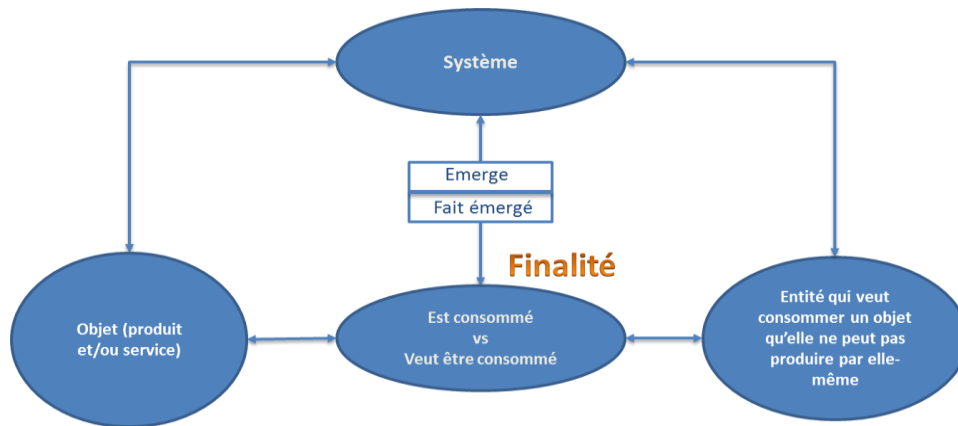 Système
Emerge
Fait émergé
Finalité
Objet (produit
et/ou service)
Est consommé
vs
Veut être consommé
Entité qui veut
consommer un objet
qu'elle ne peut pas
produire par elle-
même